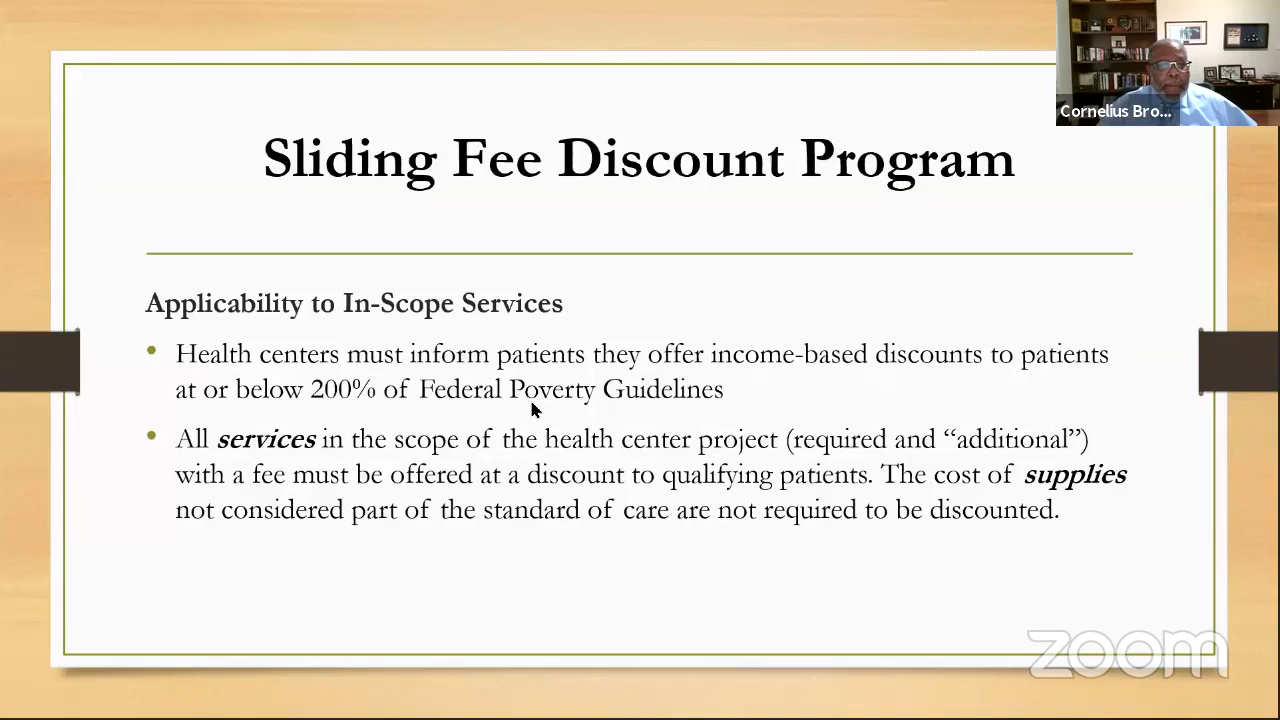 Cornelius Bro...
Sliding Fee Discount Program
Applicability to In-Scope Services
• Health centers must inform patients they offer income-based discounts to patients
at or below 200% of Federal Poverty Guidelines
• All services in the scope of the health center project (required and “additional”)
with a fee must be offered at a discount to qualifying patients. The cost of supplies
not considered part of the standard of care are not required to be discounted.
zoom